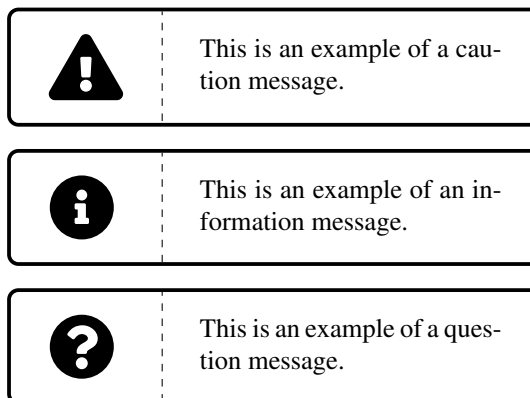 This is an example of a cau-
tion message.
This is an example of an in-
formation message.
This is an example of a ques-
tion message.